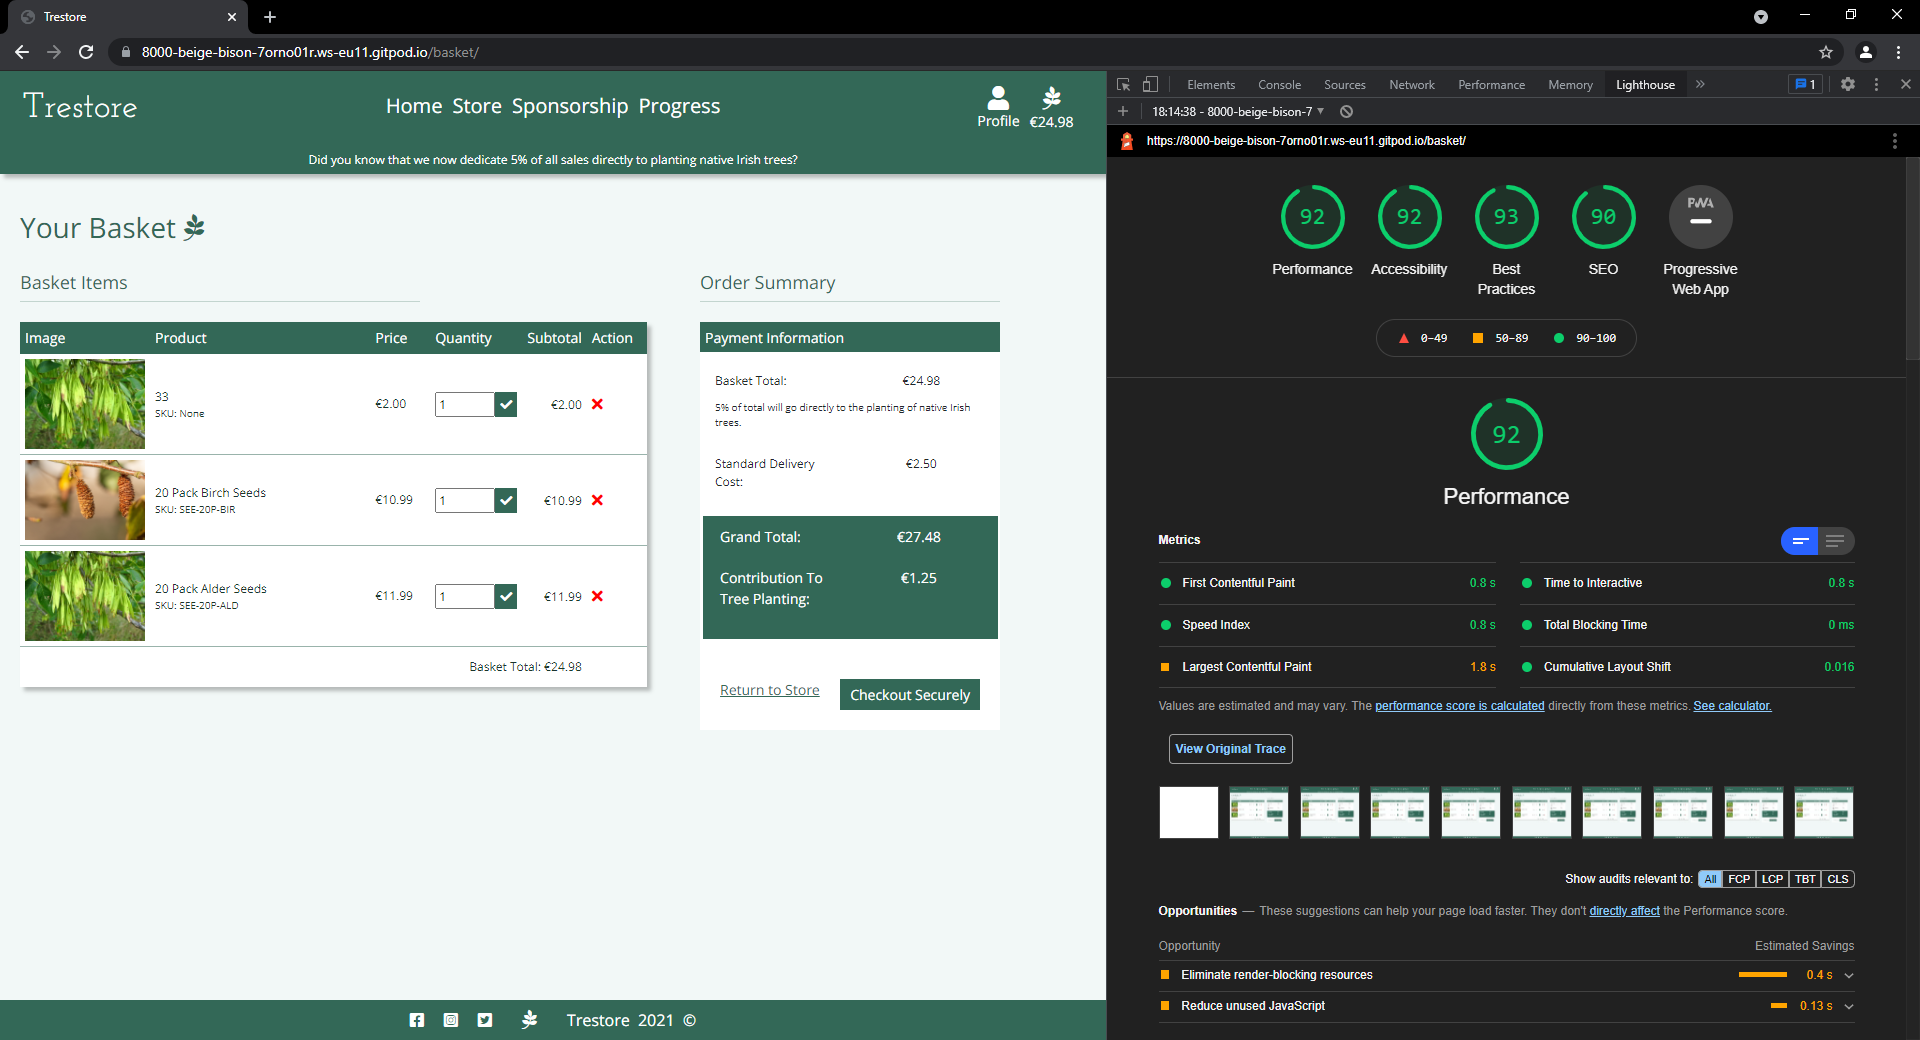 Trestore
8000-beige-bison-7orno01r.ws-eu11.gitpod.io/basket/
Trestore
Home Store Sponsorship Progress
Profile €24.98
Did you know that we now dedicate 5% of all sales directly to planting native Irish trees?
Your Basket
Basket Items
Image Product Price Quantity Subtotal Action
33
SKU: None
€2.00 1 €2.00
20 Pack Birch Seeds
SKU: SEE-20P-BIR
€10.99 1 €10.99
20 Pack Alder Seeds
SKU: SEE-20P-ALD
€11.99 1 €11.99
Basket Total: €24.98
Order Summary
Payment Information
Basket Total: €24.98
5% of total will go directly to the planting of native Irish
trees.
Standard Delivery
Cost:
€2.50
Grand Total: €27.48
Contribution To
Tree Planting:
€1.25
Return to Store Checkout Securely
Trestore 2021 ©
Elements Console Sources Network Performance Memory Lighthouse 1
18:14:38 - 8000-beige-bison-7
https://8000-beige-bison-7orno01r.ws-eu11.gitpod.io/basket/
92 92 93 90 PWA
Performance Accessibility Best
Practices
SEO Progressive
Web App
0–49 50–89 90–100
92
Performance
Metrics
First Contentful Paint 0.8 s
Time to Interactive 0.8 s
Speed Index 0.8 s
Total Blocking Time 0 ms
Largest Contentful Paint 1.8 s
Cumulative Layout Shift 0.016
Values are estimated and may vary. The performance score is calculated directly from these metrics. See calculator.
View Original Trace
Show audits relevant to: All FCP LCP TBT CLS
Opportunities — These suggestions can help your page load faster. They don't directly affect the Performance score.
Opportunity Estimated Savings
Eliminate render-blocking resources 0.4 s
Reduce unused JavaScript 0.13 s